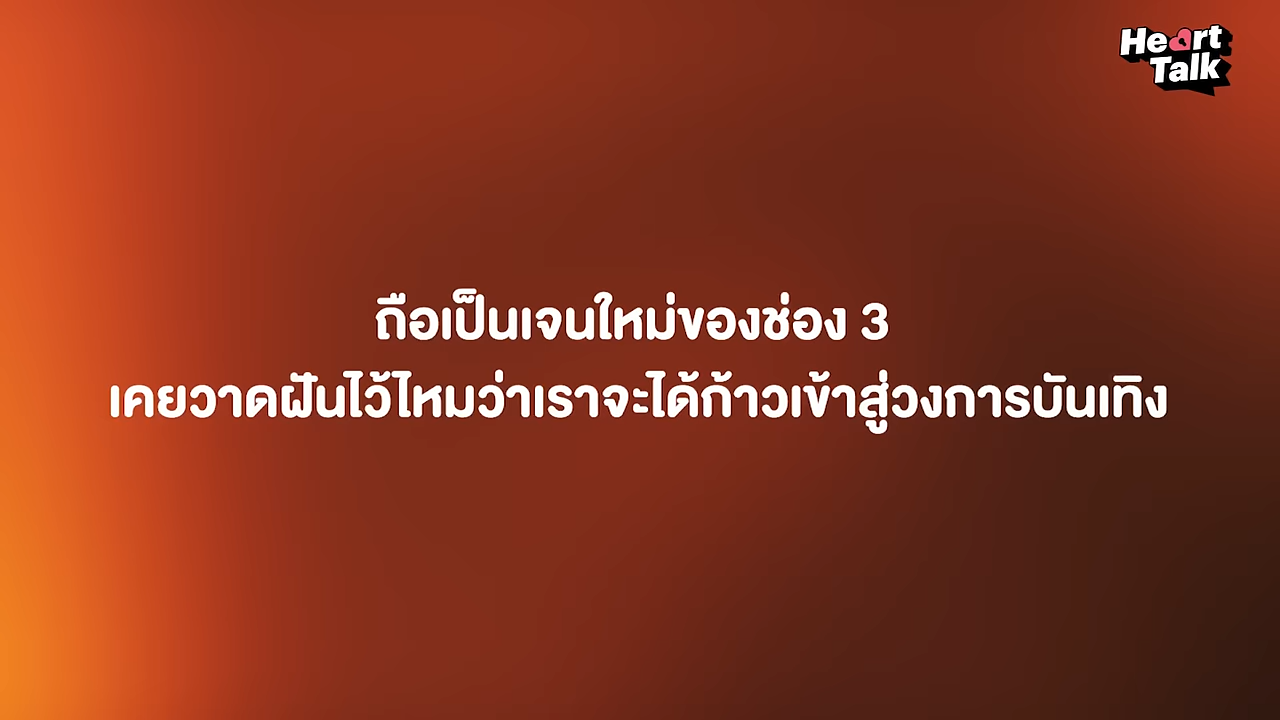 Heart
Talk
ถือเป็นเจนใหม่ของช่อง 3
เคยวาดฝันไว้ไหมว่าเราจะได้ก้าวเข้าสู่วงการบันเทิง